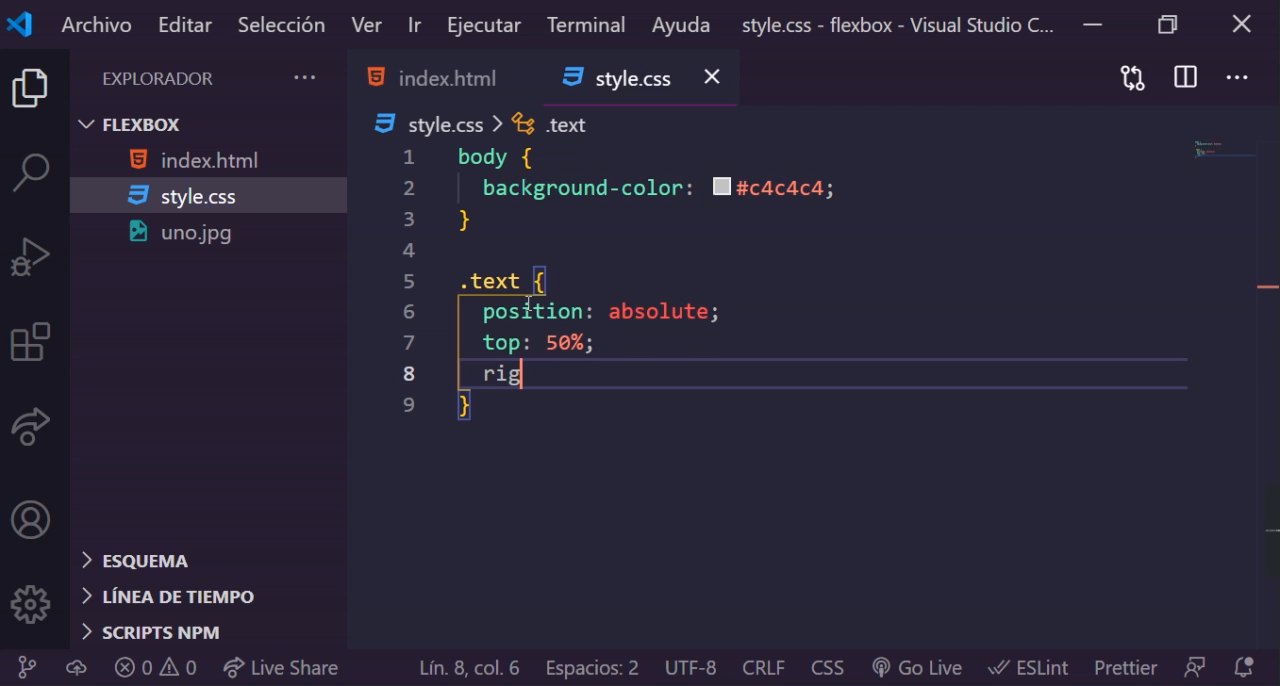 Archivo Editar Selección Ver Ir Ejecutar Terminal Ayuda style.css - flexbox - Visual Studio C...
EXPLORADOR
FLEXBOX
index.html
style.css
uno.jpg
ESQUEMA
LÍNEA DE TIEMPO
SCRIPTS NPM
index.html style.css
style.css > .text
1 body {
2 background-color: #c4c4c4;
3 }
4
5 .text {
6 position: absolute;
7 top: 50%;
8 rig
9 }
0 0 Live Share Lín. 8, col. 6 Espacios: 2 UTF-8 CRLF CSS Go Live ESLint Prettier